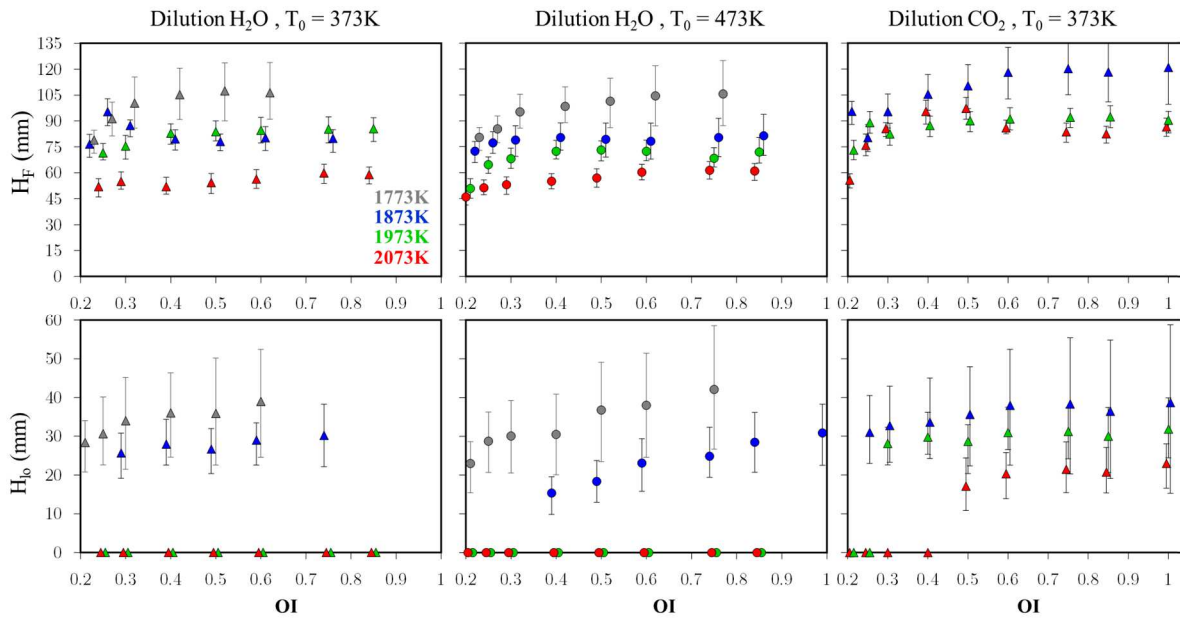 Dilution H₂O , T₀ = 373K
Dilution H₂O , T₀ = 473K
Dilution CO₂ , T₀ = 373K
135
120
105
90
75
60
45
30
15
0
H_F (mm)
1773K
1873K
1973K
2073K
0.2 0.3 0.4 0.5 0.6 0.7 0.8 0.9 1
0.2 0.3 0.4 0.5 0.6 0.7 0.8 0.9 1
0.2 0.3 0.4 0.5 0.6 0.7 0.8 0.9 1
60
50
40
30
20
10
0
H_lo (mm)
0.2 0.3 0.4 0.5 0.6 0.7 0.8 0.9 1
0.2 0.3 0.4 0.5 0.6 0.7 0.8 0.9 1
0.2 0.3 0.4 0.5 0.6 0.7 0.8 0.9 1
OI
OI
OI